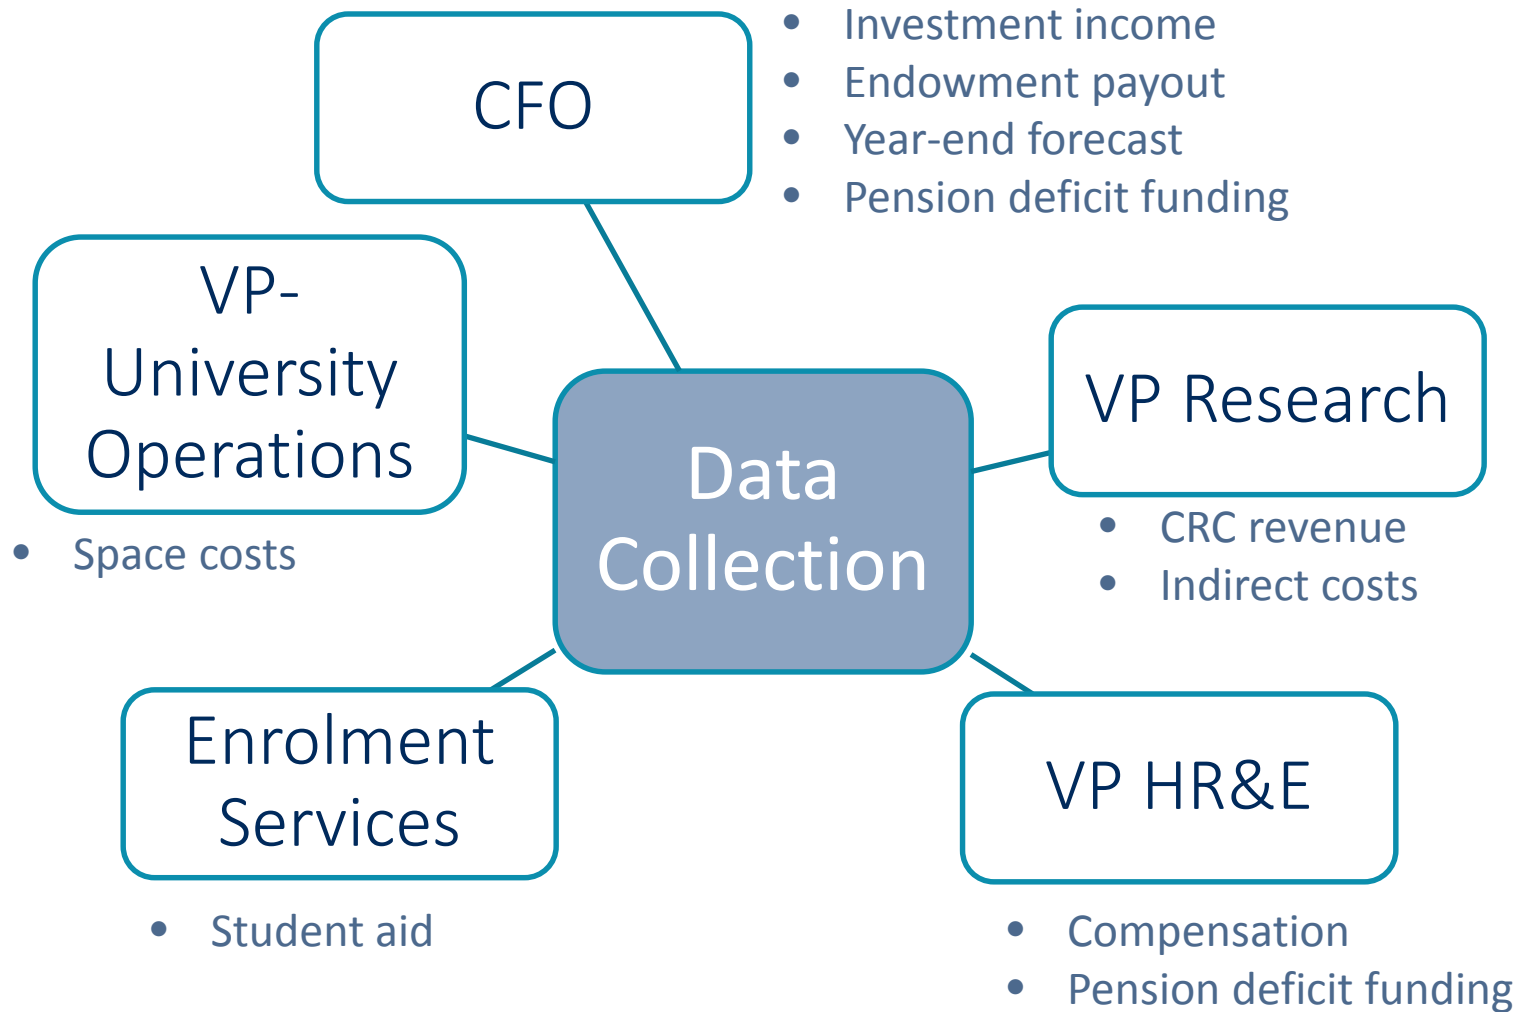 CFO
• Investment income
• Endowment payout
• Year-end forecast
• Pension deficit funding
VP-
University
Operations
• Space costs
VP Research
• CRC revenue
• Indirect costs
Data
Collection
Enrolment
Services
• Student aid
VP HR&E
• Compensation
• Pension deficit funding